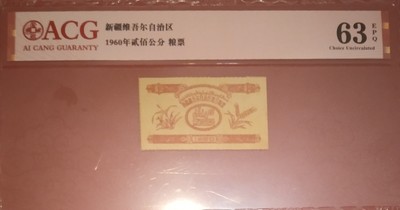 ACG
AI CANG GUARANTY
新疆维吾尔自治区
1960年贰佰公分 粮票
63
EPQ
Choice Uncirculated